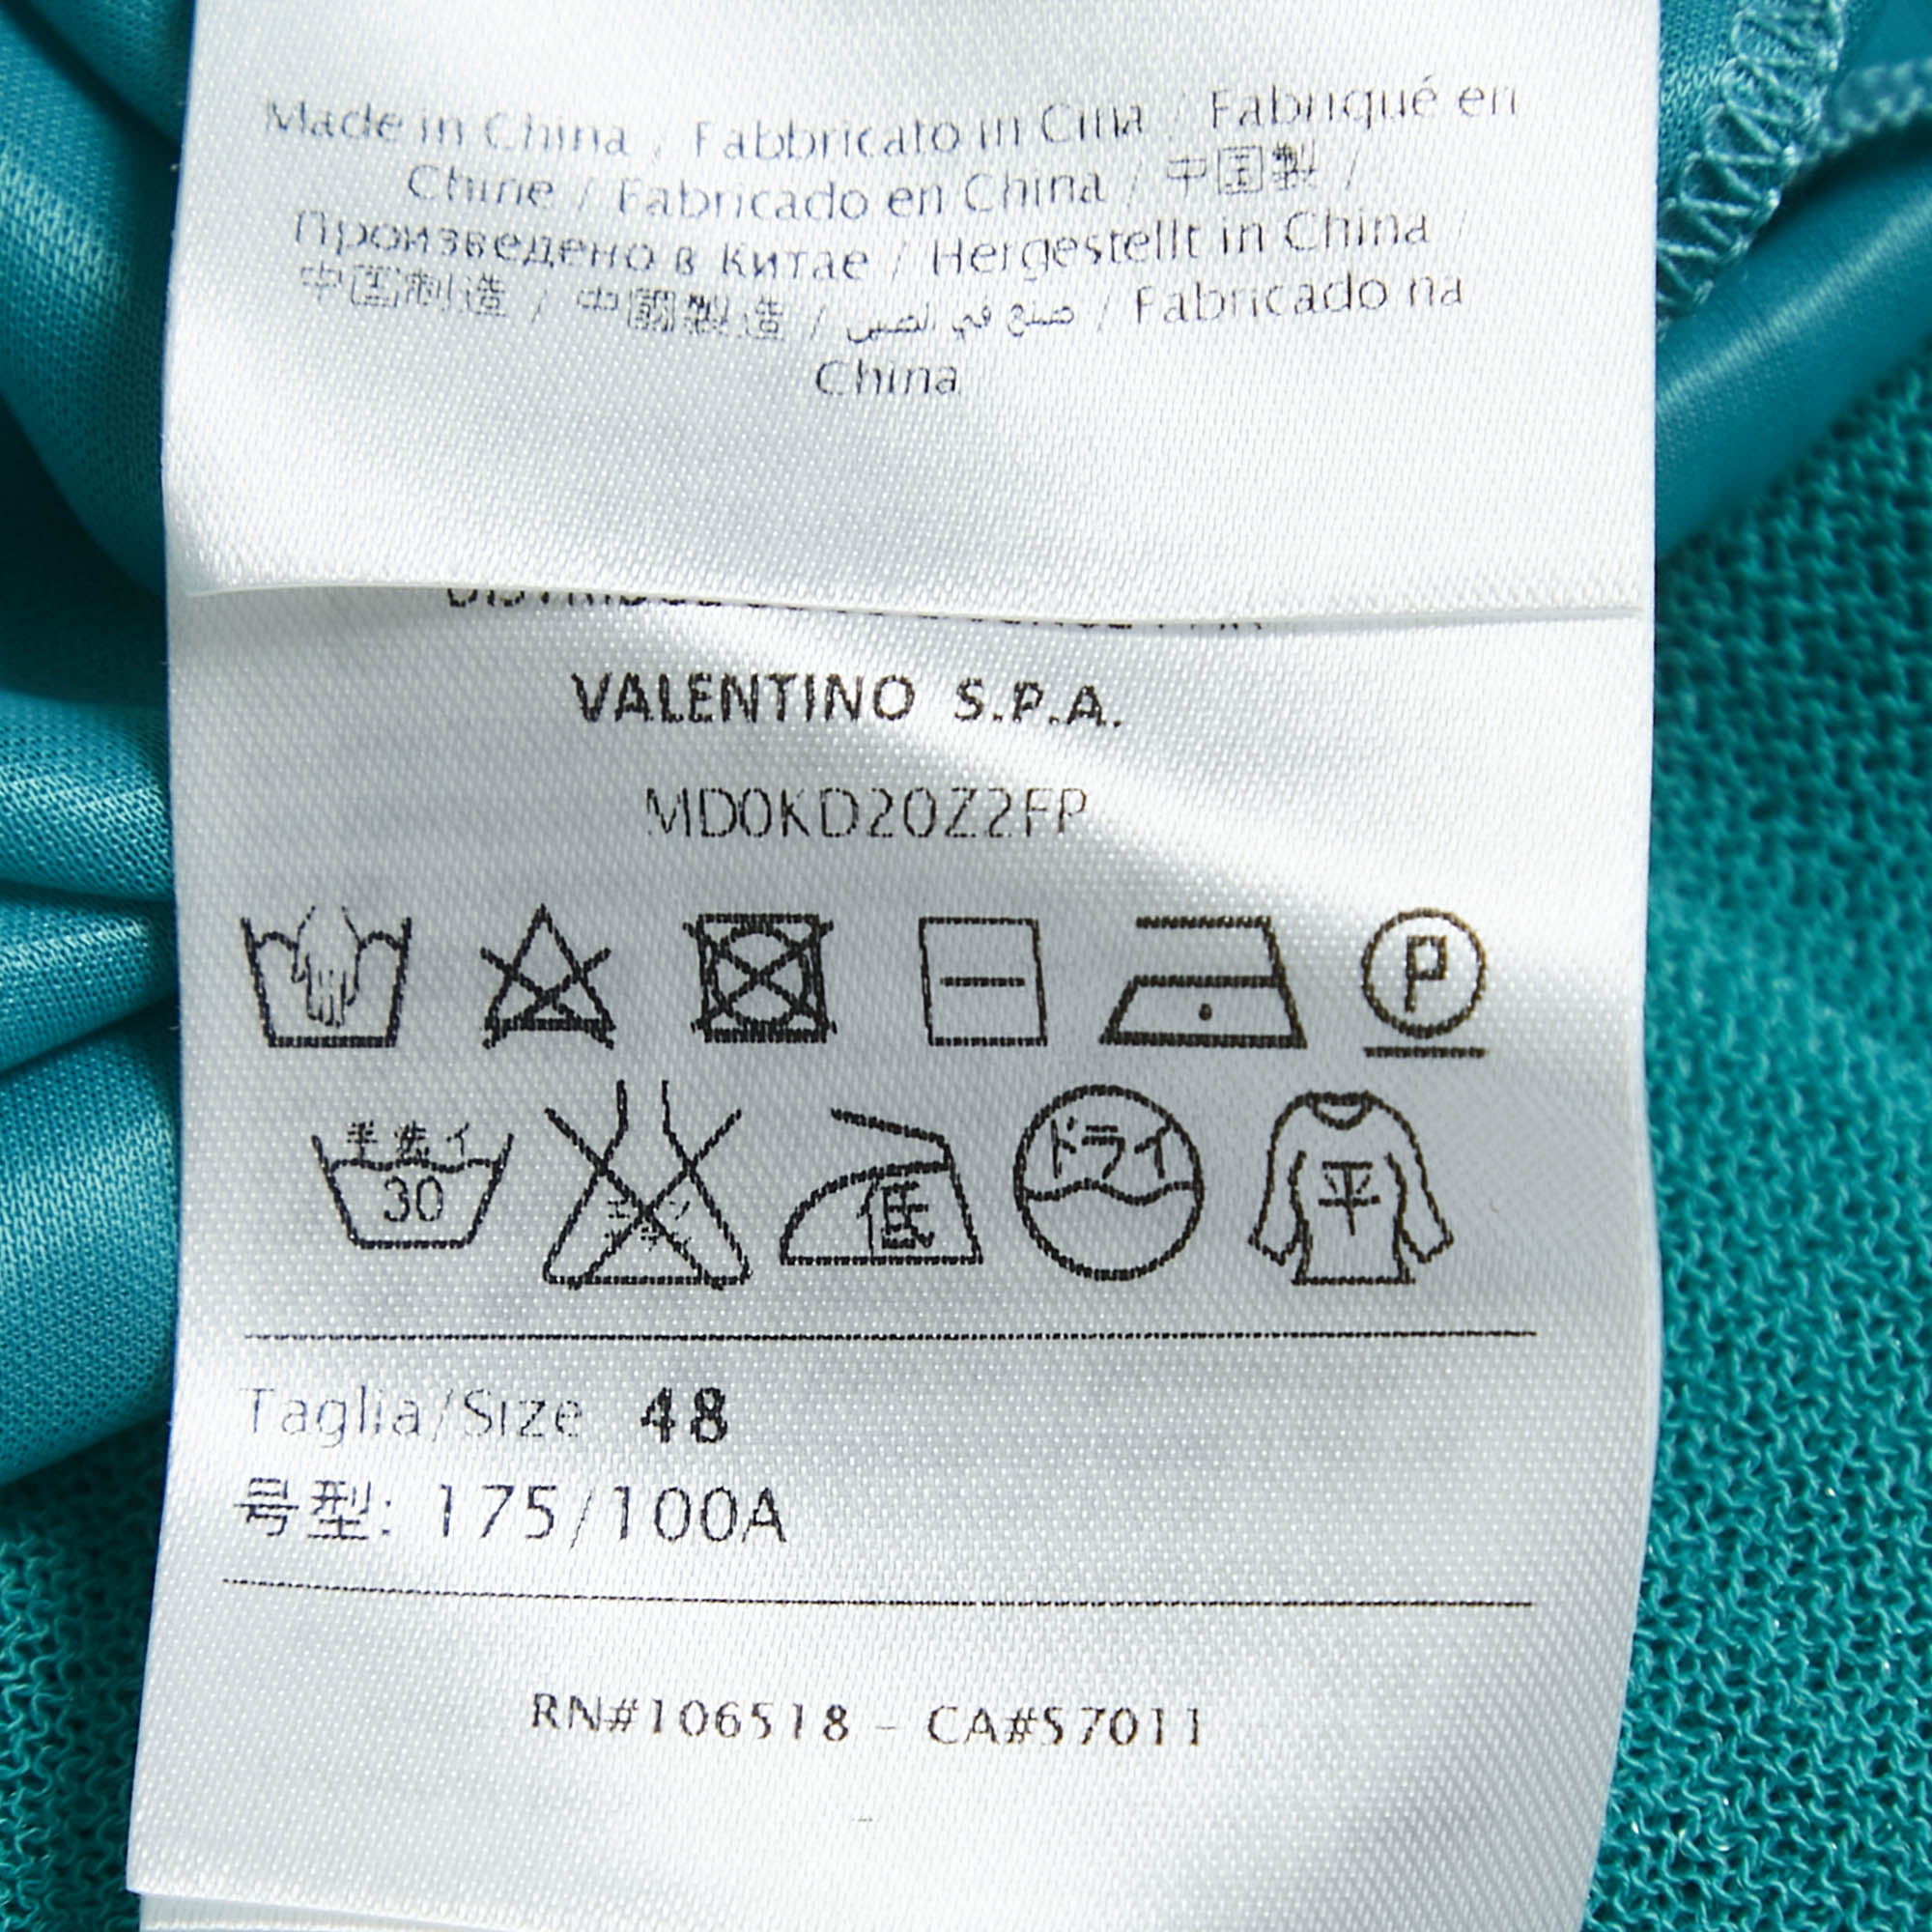 Made in China / Fabbricato in Cina / Fabriqué en
Chine / Fabricado en China / 中国製 /
Произведено в Китае / Hergestellt in China /
中国制造 / 中國製造 / صنع في الصين / Fabricado na
China
VALENTINO S.P.A.
MD0KD20Z2FP
P
手洗イ
30
低
ドライ
平
Taglia/Size 48
号型: 175/100A
RN#106518 - CA#57011